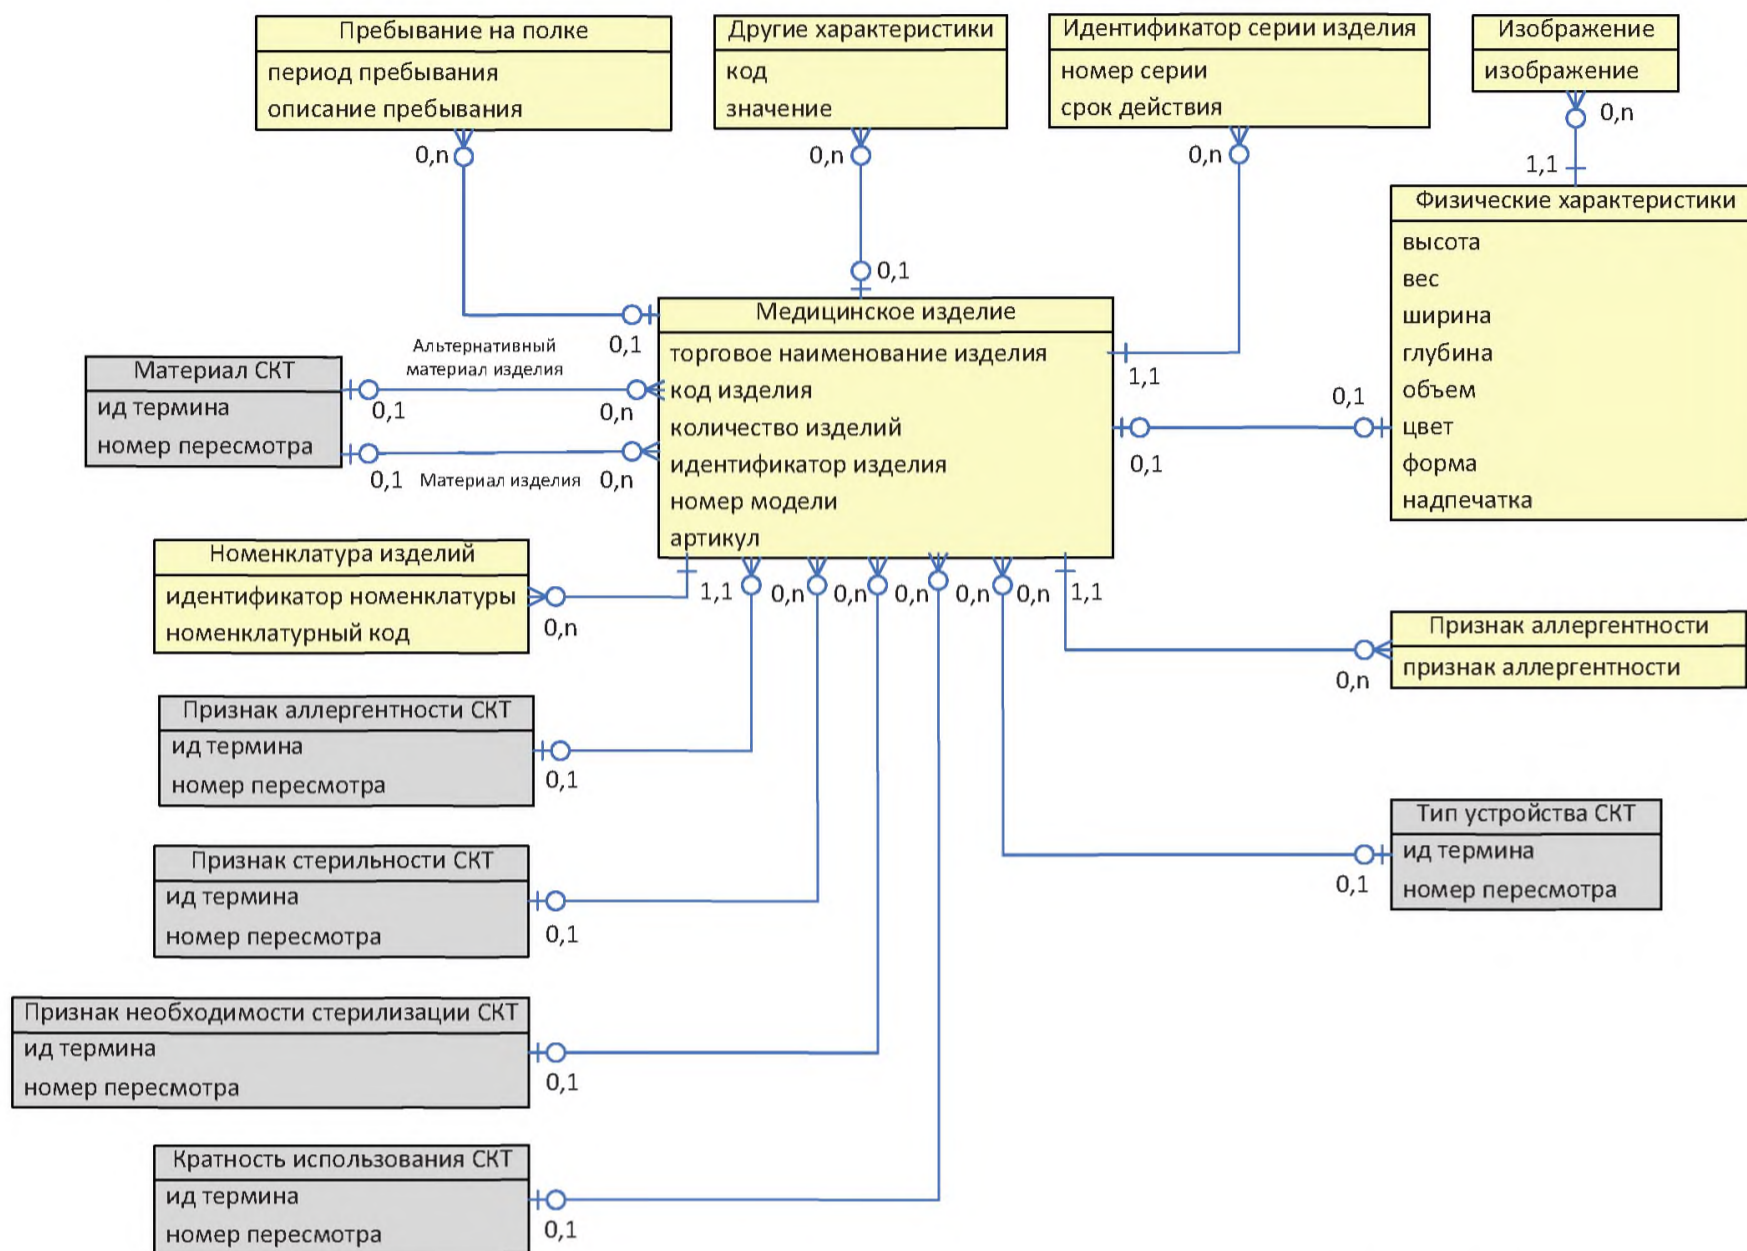 Пребывание на полке
период пребывания
описание пребывания
0,n
Другие характеристики
код
значение
0,n
0,1
Идентификатор серии изделия
номер серии
срок действия
0,n
Изображение
изображение
0,n
1,1
Физические характеристики
высота
вес
ширина
глубина
объем
цвет
форма
надпечатка
Медицинское изделие
торговое наименование изделия
код изделия
количество изделий
идентификатор изделия
номер модели
артикул
0,1
1,1
0,1
0,1
Альтернативный
материал изделия
Материал СКТ
ид термина
номер пересмотра
0,1
0,n
0,1
Материал изделия
0,n
Номенклатура изделий
идентификатор номенклатуры
номенклатурный код
0,n
1,1
0,n
0,n
0,n
0,n
0,n
1,1
Признак аллергентности
признак аллергентности
0,n
Признак аллергентности СКТ
ид термина
номер пересмотра
0,1
Тип устройства СКТ
ид термина
номер пересмотра
0,1
Признак стерильности СКТ
ид термина
номер пересмотра
0,1
Признак необходимости стерилизации СКТ
ид термина
номер пересмотра
0,1
Кратность использования СКТ
ид термина
номер пересмотра
0,1